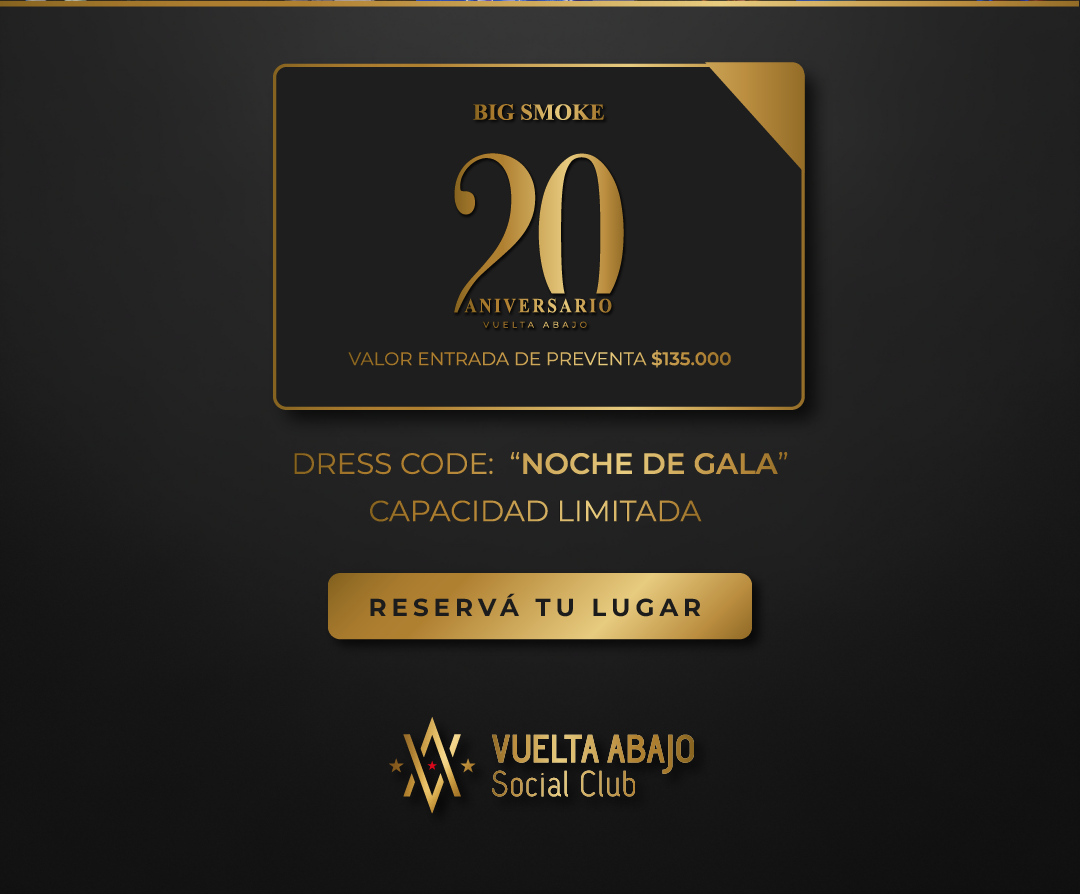 BIG SMOKE
20
ANIVERSARIO
VUELTA ABAJO
VALOR ENTRADA DE PREVENTA $135.000
DRESS CODE: “NOCHE DE GALA”
CAPACIDAD LIMITADA
RESERVÁ TU LUGAR
VUELTA ABAJO
Social Club